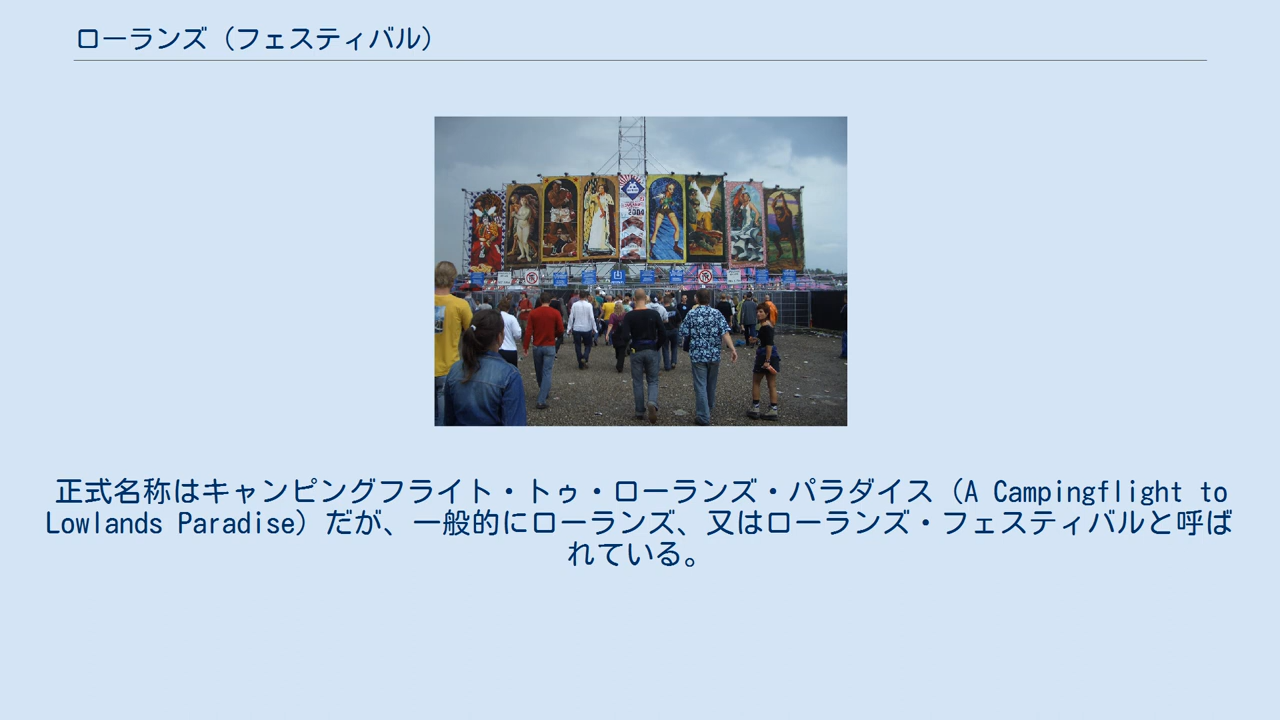 ローランズ（フェスティバル）
2004
正式名称はキャンピングフライト・トゥ・ローランズ・パラダイス（A Campingflight to
Lowlands Paradise）だが、一般的にローランズ、又はローランズ・フェスティバルと呼ば
れている。